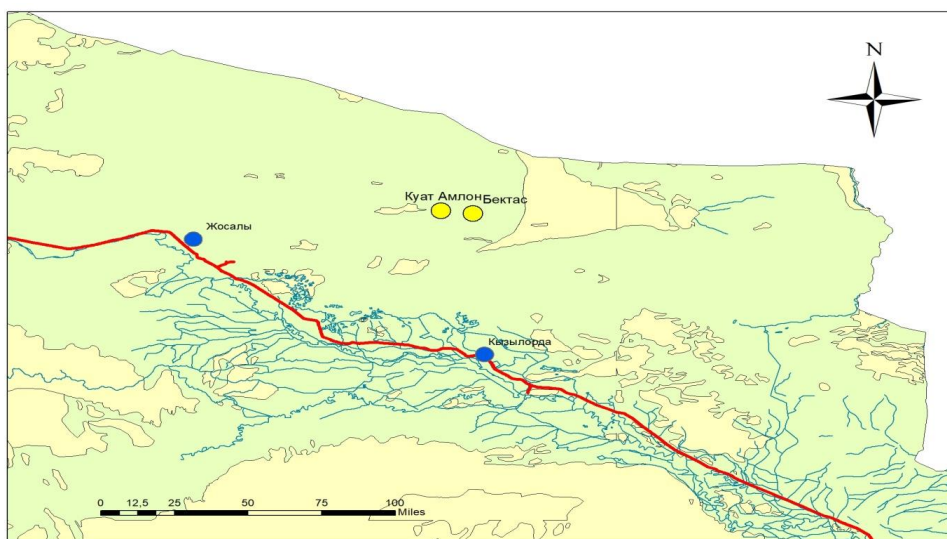 N
Куат Амлон Бектас
Жосалы
Кызылорда
0 12,5 25 50 75 100
Miles